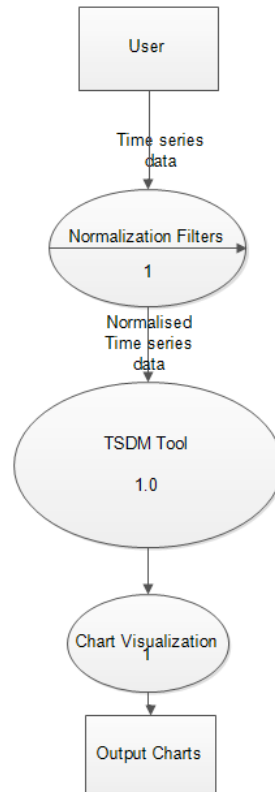 User
Time series
data
Normalization Filters
1
Normalised
Time series
data
TSDM Tool
1.0
Chart Visualization
1
Output Charts